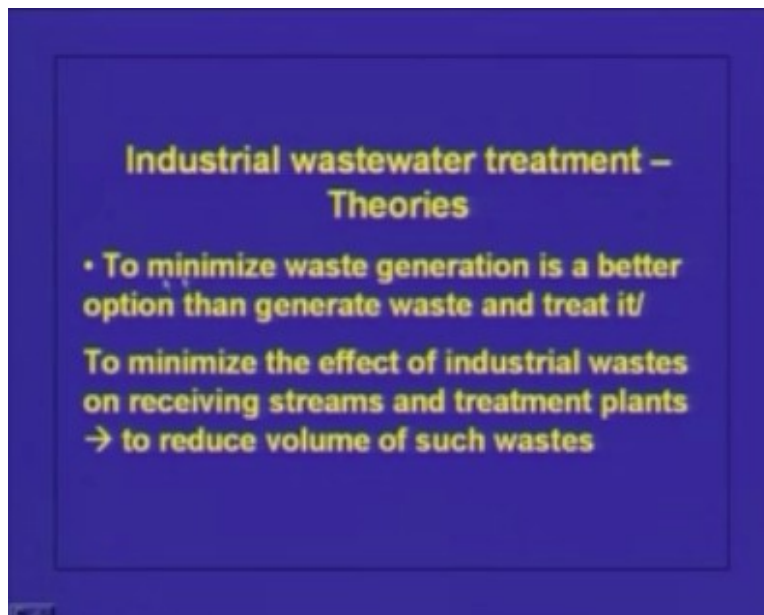 Industrial wastewater treatment –
Theories
• To minimize waste generation is a better
option than generate waste and treat it/
To minimize the effect of industrial wastes
on receiving streams and treatment plants
→ to reduce volume of such wastes